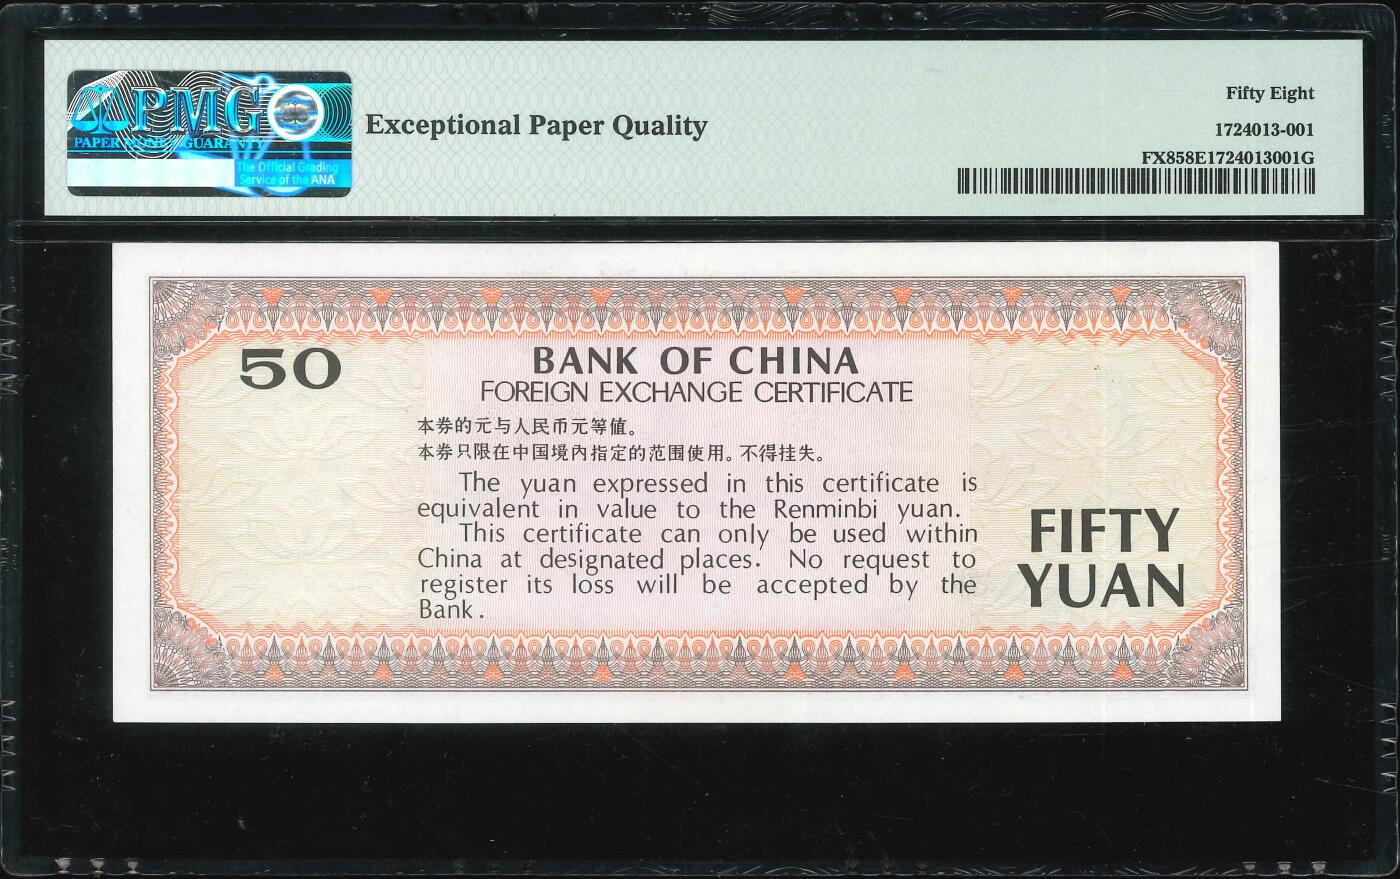 PMG
PAPER MONEY GUARANTY
The Official Grading
Service of the ANA
Exceptional Paper Quality
Fifty Eight
1724013-001
FX858E1724013001G
50
BANK OF CHINA
FOREIGN EXCHANGE CERTIFICATE
本券的元与人民币元等值。
本券只限在中国境内指定的范围使用。不得挂失。
The yuan expressed in this certificate is
equivalent in value to the Renminbi yuan.
This certificate can only be used within
China at designated places. No request to
register its loss will be accepted by the
Bank.
FIFTY
YUAN